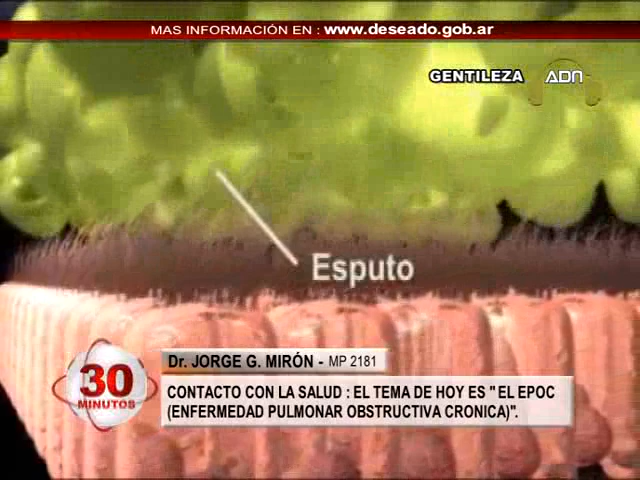 MAS INFORMACIÓN EN : www.deseado.gob.ar
GENTILEZA ADN
Esputo
Dr. JORGE G. MIRÓN - MP 2181
30
MINUTOS
CONTACTO CON LA SALUD : EL TEMA DE HOY ES " EL EPOC
(ENFERMEDAD PULMONAR OBSTRUCTIVA CRONICA)".